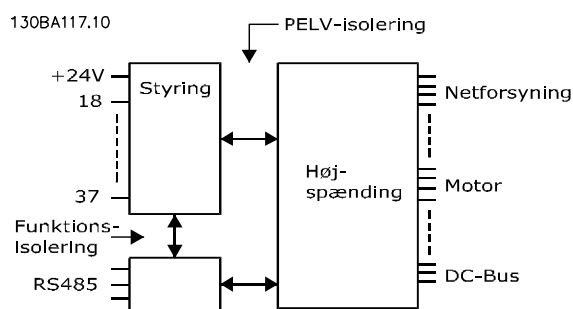 130BA117.10
PELV-isolering
+24V
18
Styring
37
Høj-
spænding
Netforsyning
Motor
DC-Bus
Funktions-
isolering
RS485